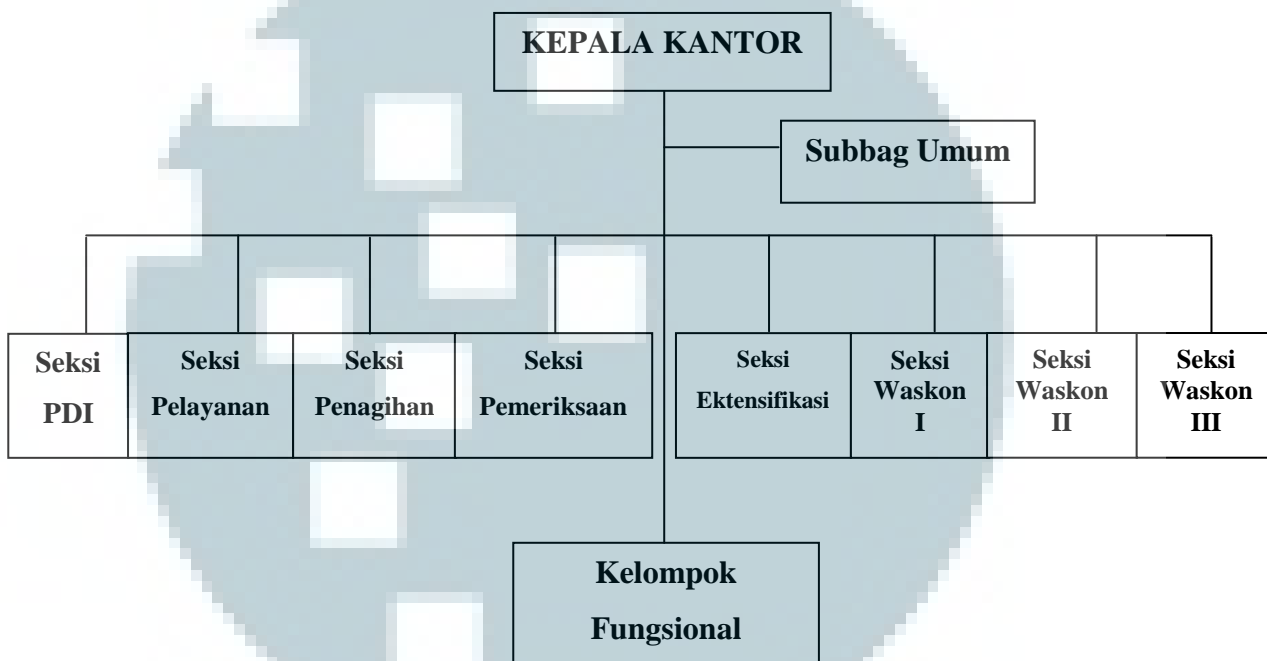 KEPALA KANTOR
Subbag Umum
Seksi
PDI
Seksi
Pelayanan
Seksi
Penagihan
Seksi
Pemeriksaan
Seksi
Ektensifikasi
Seksi
Waskon
I
Seksi
Waskon
II
Seksi
Waskon
III
Kelompok
Fungsional